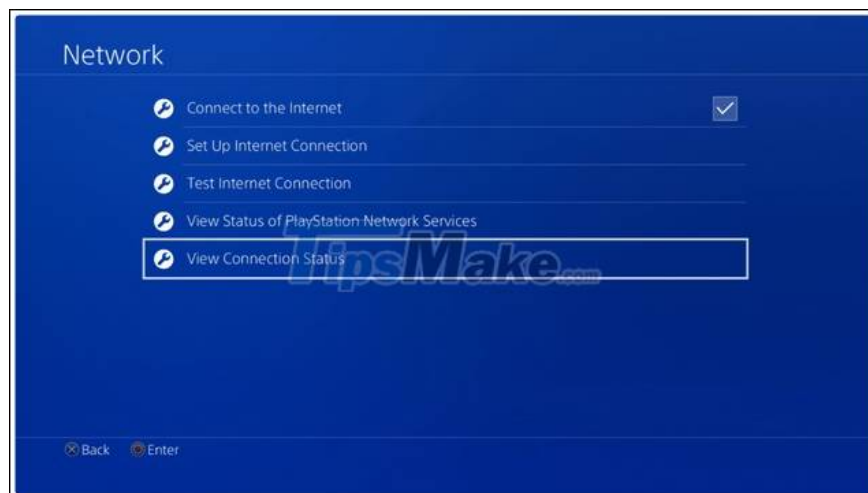 Network
Connect to the Internet
Set Up Internet Connection
Test Internet Connection
View Status of PlayStation Network Services
View Connection Status
TipsMake.com
Back Enter